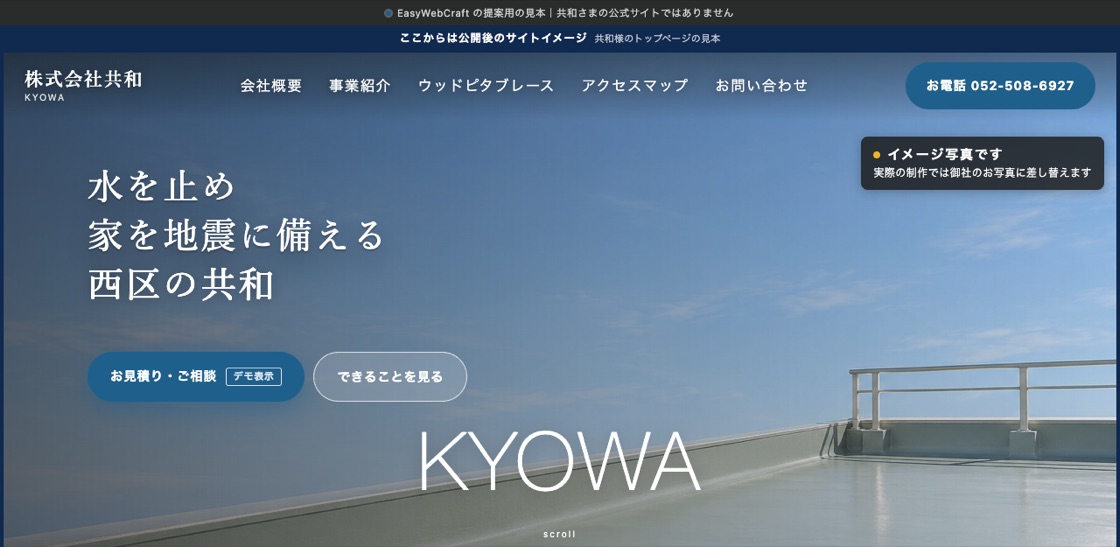 EasyWebCraft の提案用の見本｜共和さまの公式サイトではありません
ここからは公開後のサイトイメージ 共和様のトップページの見本
株式会社共和
KYOWA
会社概要 事業紹介 ウッドピタブレース アクセスマップ お問い合わせ
お電話 052-508-6927
イメージ写真です
実際の制作では御社のお写真に差し替えます
水を止め
家を地震に備える
西区の共和
お見積り・ご相談 デモ表示
できることを見る
KYOWA
scroll